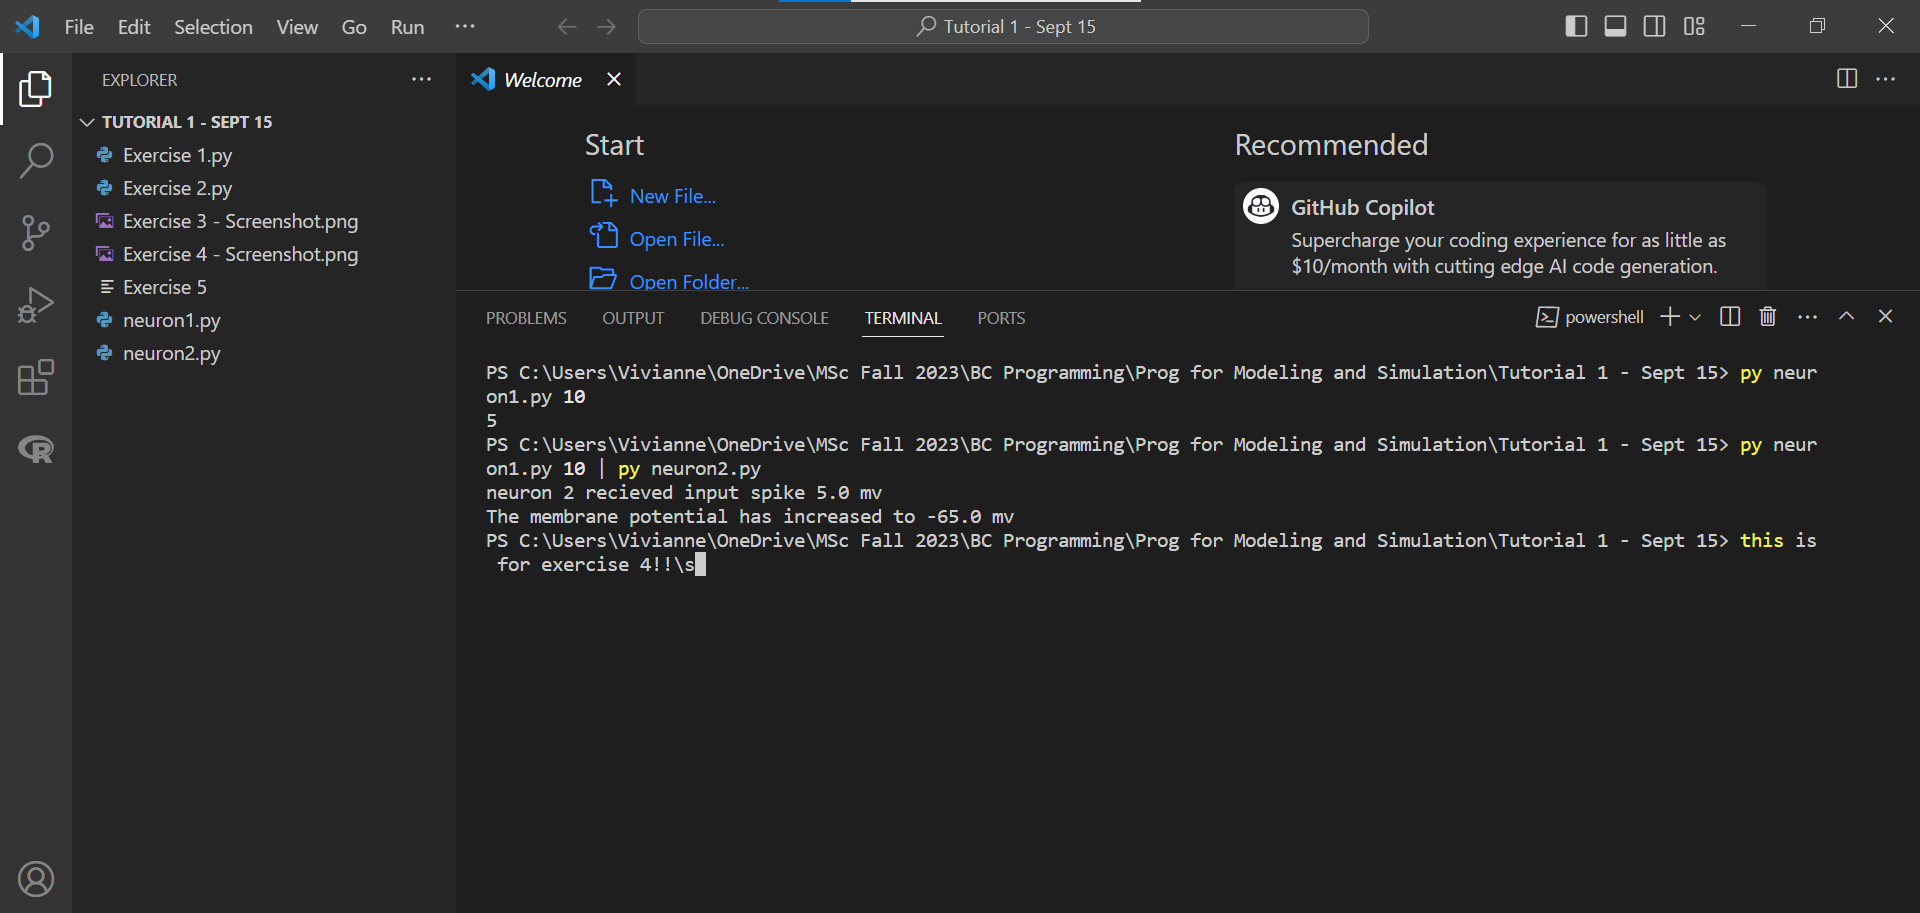 File Edit Selection View Go Run ...
Tutorial 1 - Sept 15
EXPLORER
TUTORIAL 1 - SEPT 15
Exercise 1.py
Exercise 2.py
Exercise 3 - Screenshot.png
Exercise 4 - Screenshot.png
Exercise 5
neuron1.py
neuron2.py
Welcome
Start
New File...
Open File...
Open Folder...
Recommended
GitHub Copilot
Supercharge your coding experience for as little as
$10/month with cutting edge AI code generation.
PROBLEMS OUTPUT DEBUG CONSOLE TERMINAL PORTS
powershell
PS C:\Users\Vivianne\OneDrive\MSc Fall 2023\BC Programming\Prog for Modeling and Simulation\Tutorial 1 - Sept 15> py neur
on1.py 10
5
PS C:\Users\Vivianne\OneDrive\MSc Fall 2023\BC Programming\Prog for Modeling and Simulation\Tutorial 1 - Sept 15> py neur
on1.py 10 | py neuron2.py
neuron 2 recieved input spike 5.0 mv
The membrane potential has increased to -65.0 mv
PS C:\Users\Vivianne\OneDrive\MSc Fall 2023\BC Programming\Prog for Modeling and Simulation\Tutorial 1 - Sept 15> this is
for exercise 4!!\s